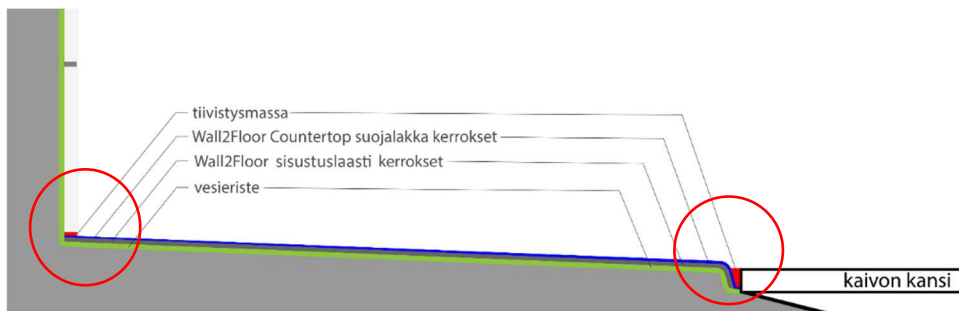 tiivistysmassa
Wall2Floor Countertop suojalakka kerrokset
Wall2Floor sisustuslaasti kerrokset
vesieriste
kaivon kansi